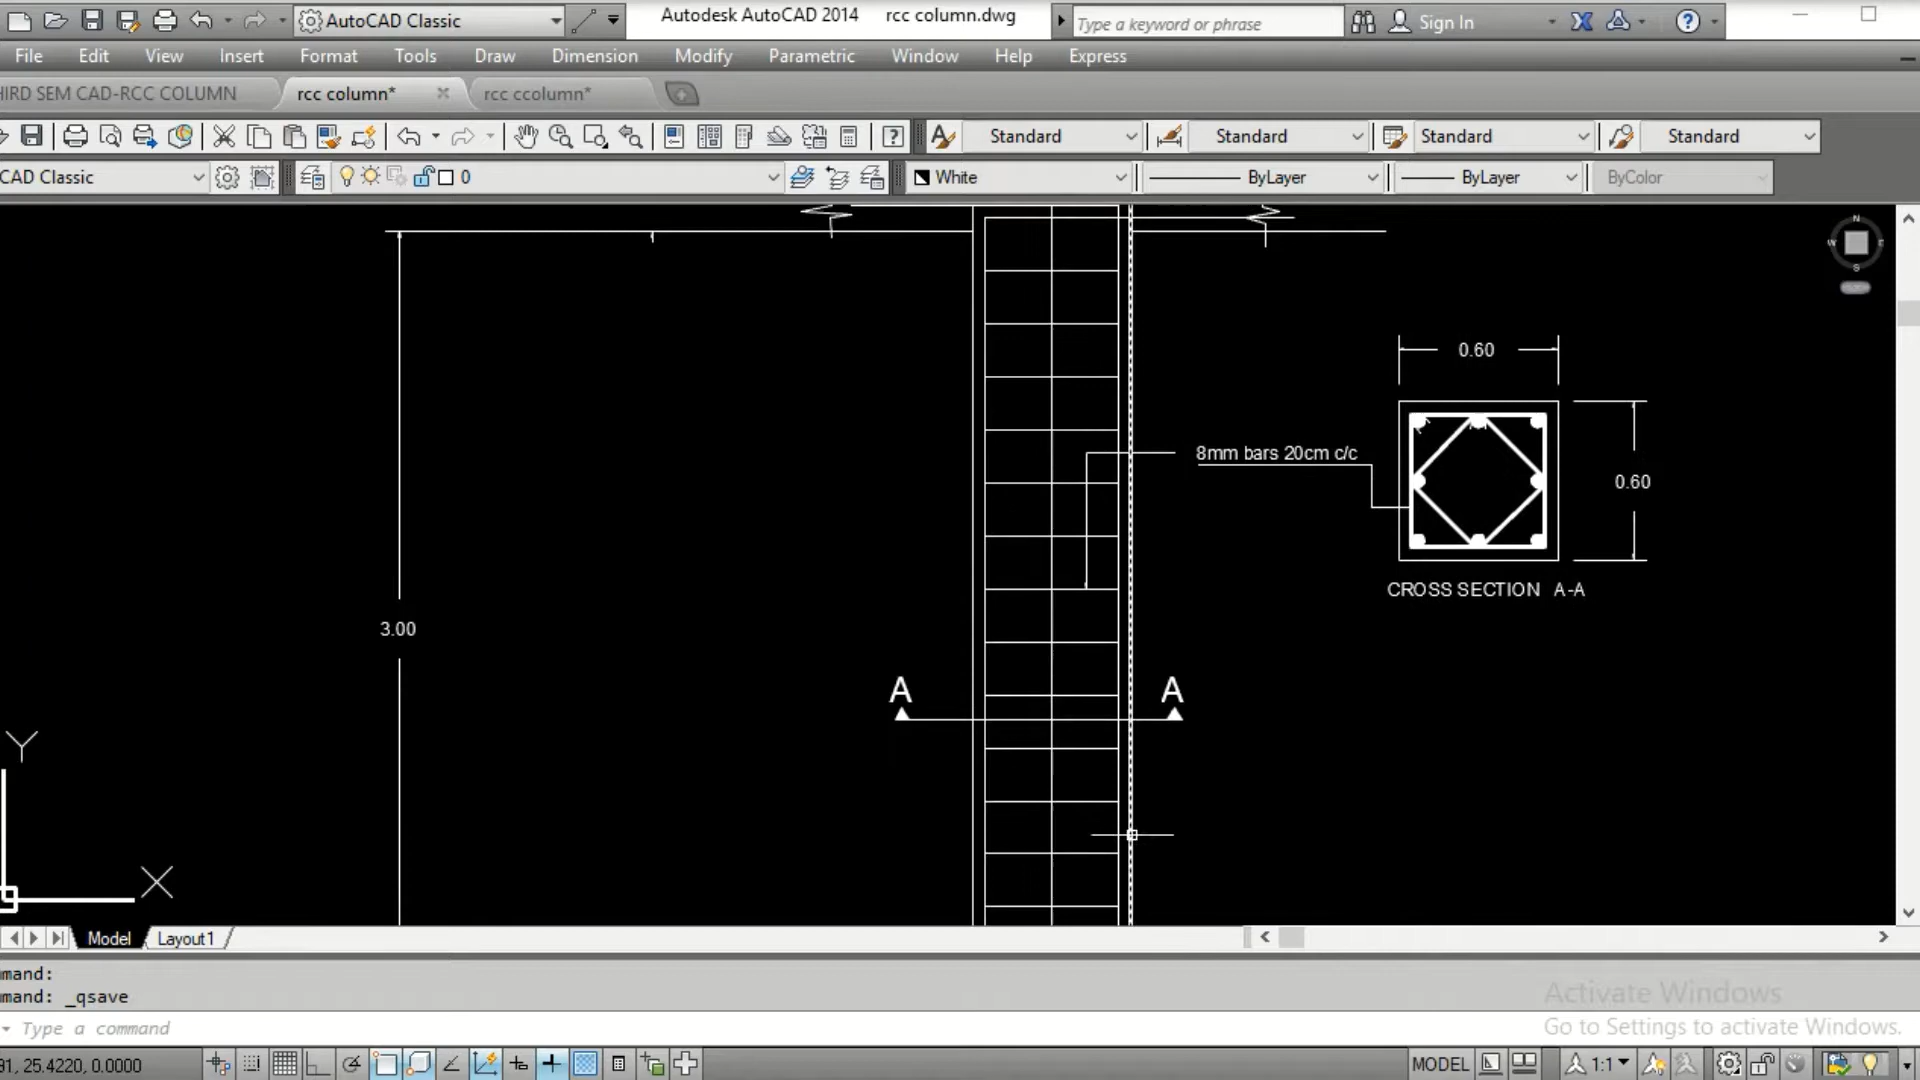 AutoCAD Classic
Autodesk AutoCAD 2014 rcc column.dwg
Type a keyword or phrase
Sign In
File Edit View Insert Format Tools Draw Dimension Modify Parametric Window Help Express
HIRD SEM CAD-RCC COLUMN
rcc column*
rcc ccolumn*
Standard
Standard
Standard
Standard
CAD Classic
0
White
ByLayer
ByLayer
ByColor
N
W
S
0.60
8mm bars 20cm c/c
0.60
CROSS SECTION A-A
3.00
A
A
Y
X
Model
Layout1
mmand:
mmand: _qsave
Activate Windows
Type a command
Go to Settings to activate Windows.
91, 25.4220, 0.0000
MODEL
1:1